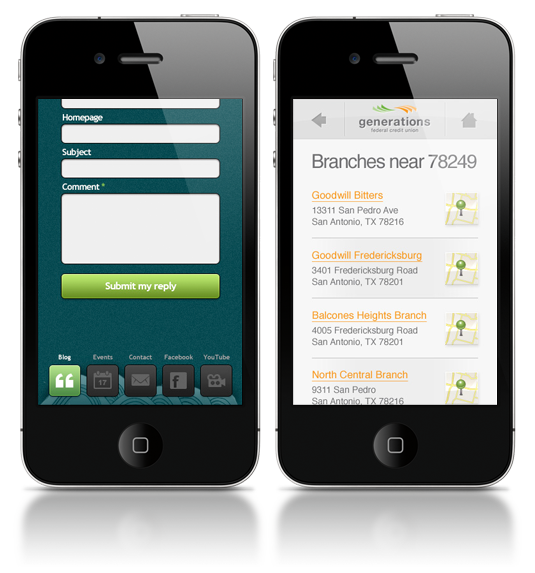 Homepage
Subject
Comment *
Submit my reply
Blog
Events
Contact
Facebook
YouTube
17
generations
federal credit union
Branches near 78249
Goodwill Bitters
13311 San Pedro Ave
San Antonio, TX 78216
Goodwill Fredericksburg
3401 Fredericksburg Road
San Antonio, TX 78201
Balcones Heights Branch
4005 Fredericksburg Road
San Antonio, TX 78201
North Central Branch
9311 San Pedro
San Antonio, TX 78216